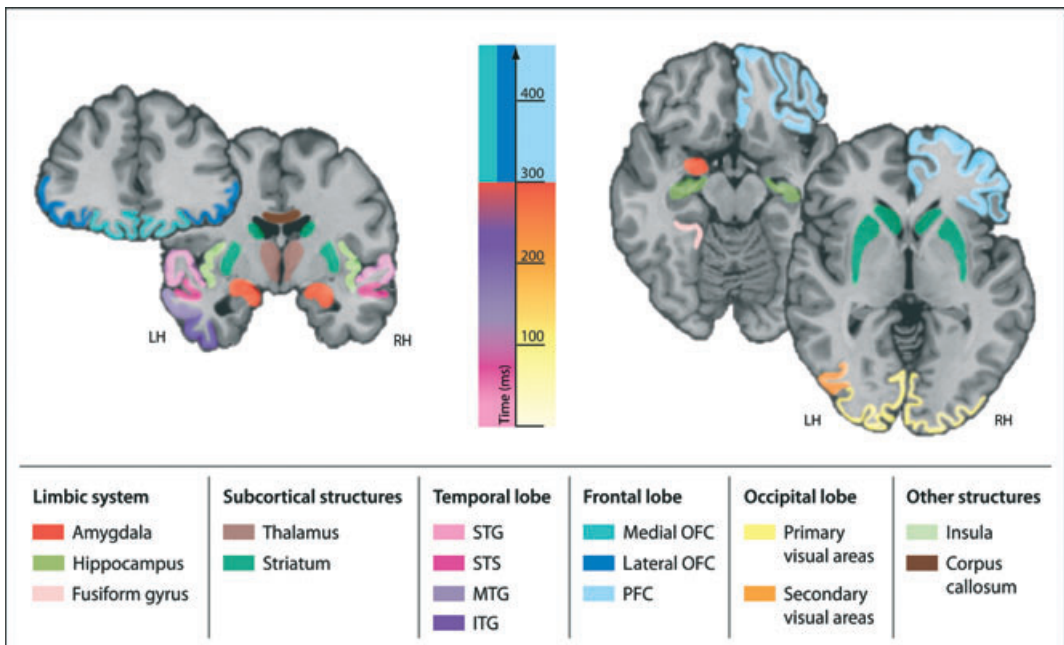 400
300
200
100
Time (ms)
LH
RH
LH
RH
Limbic system
Amygdala
Hippocampus
Fusiform gyrus
Subcortical structures
Thalamus
Striatum
Temporal lobe
STG
STS
MTG
ITG
Frontal lobe
Medial OFC
Lateral OFC
PFC
Occipital lobe
Primary
visual areas
Secondary
visual areas
Other structures
Insula
Corpus
callosum